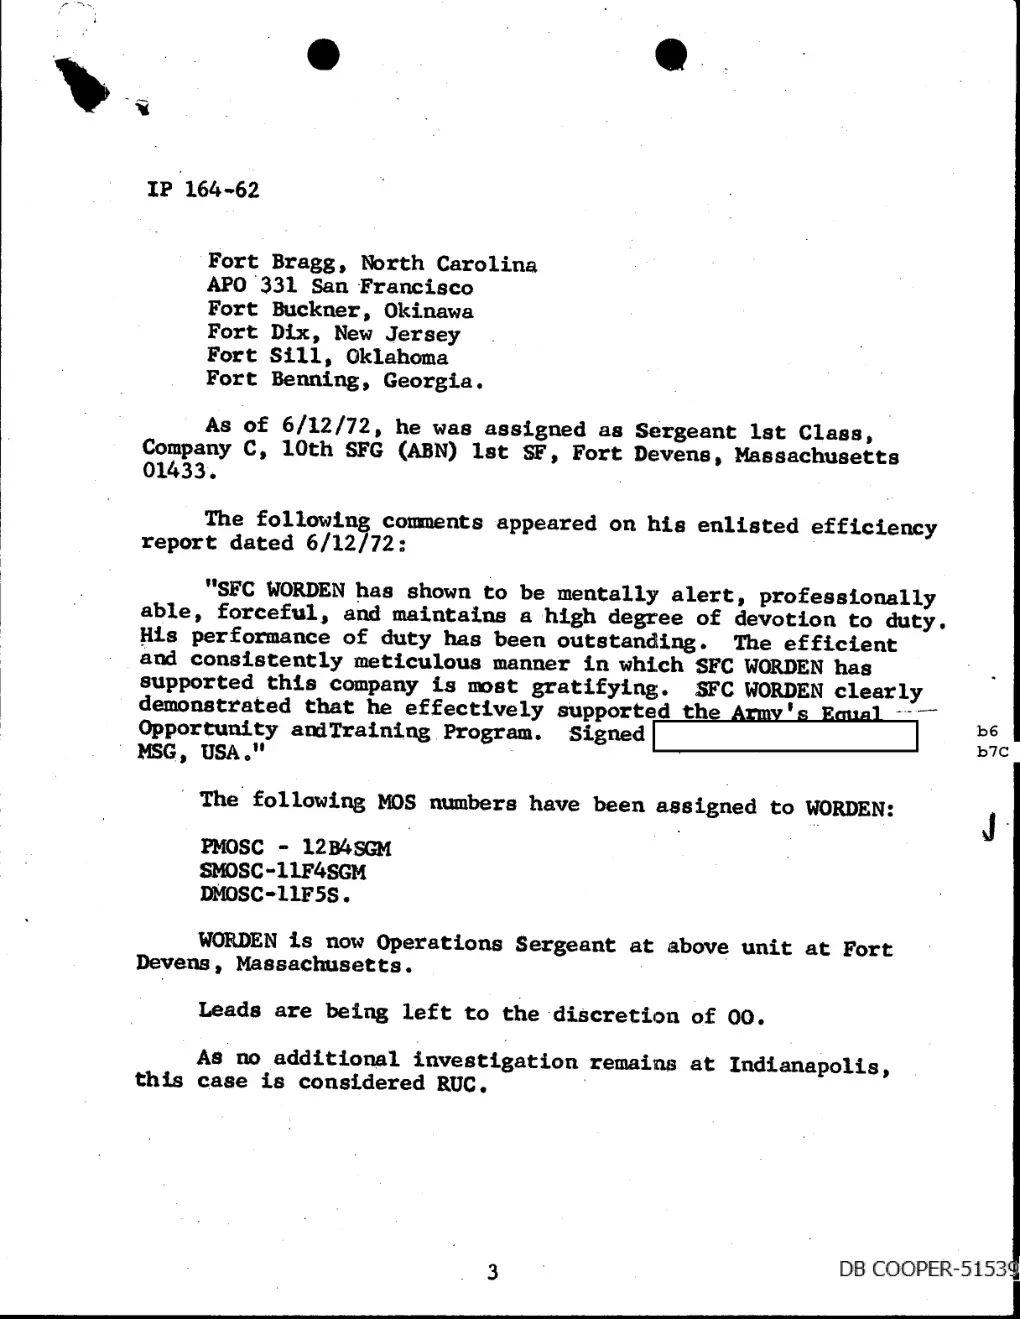 IP 164-62
Fort Bragg, North Carolina
APO 331 San Francisco
Fort Buckner, Okinawa
Fort Dix, New Jersey
Fort Sill, Oklahoma
Fort Benning, Georgia.
As of 6/12/72, he was assigned as Sergeant 1st Class,
Company C, 10th SFG (ABN) 1st SF, Fort Devens, Massachusetts
01433.
The following comments appeared on his enlisted efficiency
report dated 6/12/72:
"SFC WORDEN has shown to be mentally alert, professionally
able, forceful, and maintains a high degree of devotion to duty.
His performance of duty has been outstanding. The efficient
and consistently meticulous manner in which SFC WORDEN has
supported this company is most gratifying. SFC WORDEN clearly
demonstrated that he effectively supported the Army's Equal
Opportunity andTraining Program. Signed
b6
MSG, USA."
b7C
The following MOS numbers have been assigned to WORDEN:
J
PMOSC - 12B4SGM
SMOSC-11F4SGM
DMOSC-11F5S.
WORDEN is now Operations Sergeant at above unit at Fort
Devens, Massachusetts.
Leads are being left to the discretion of OO.
As no additional investigation remains at Indianapolis,
this case is considered RUC.
3
DB COOPER-51539